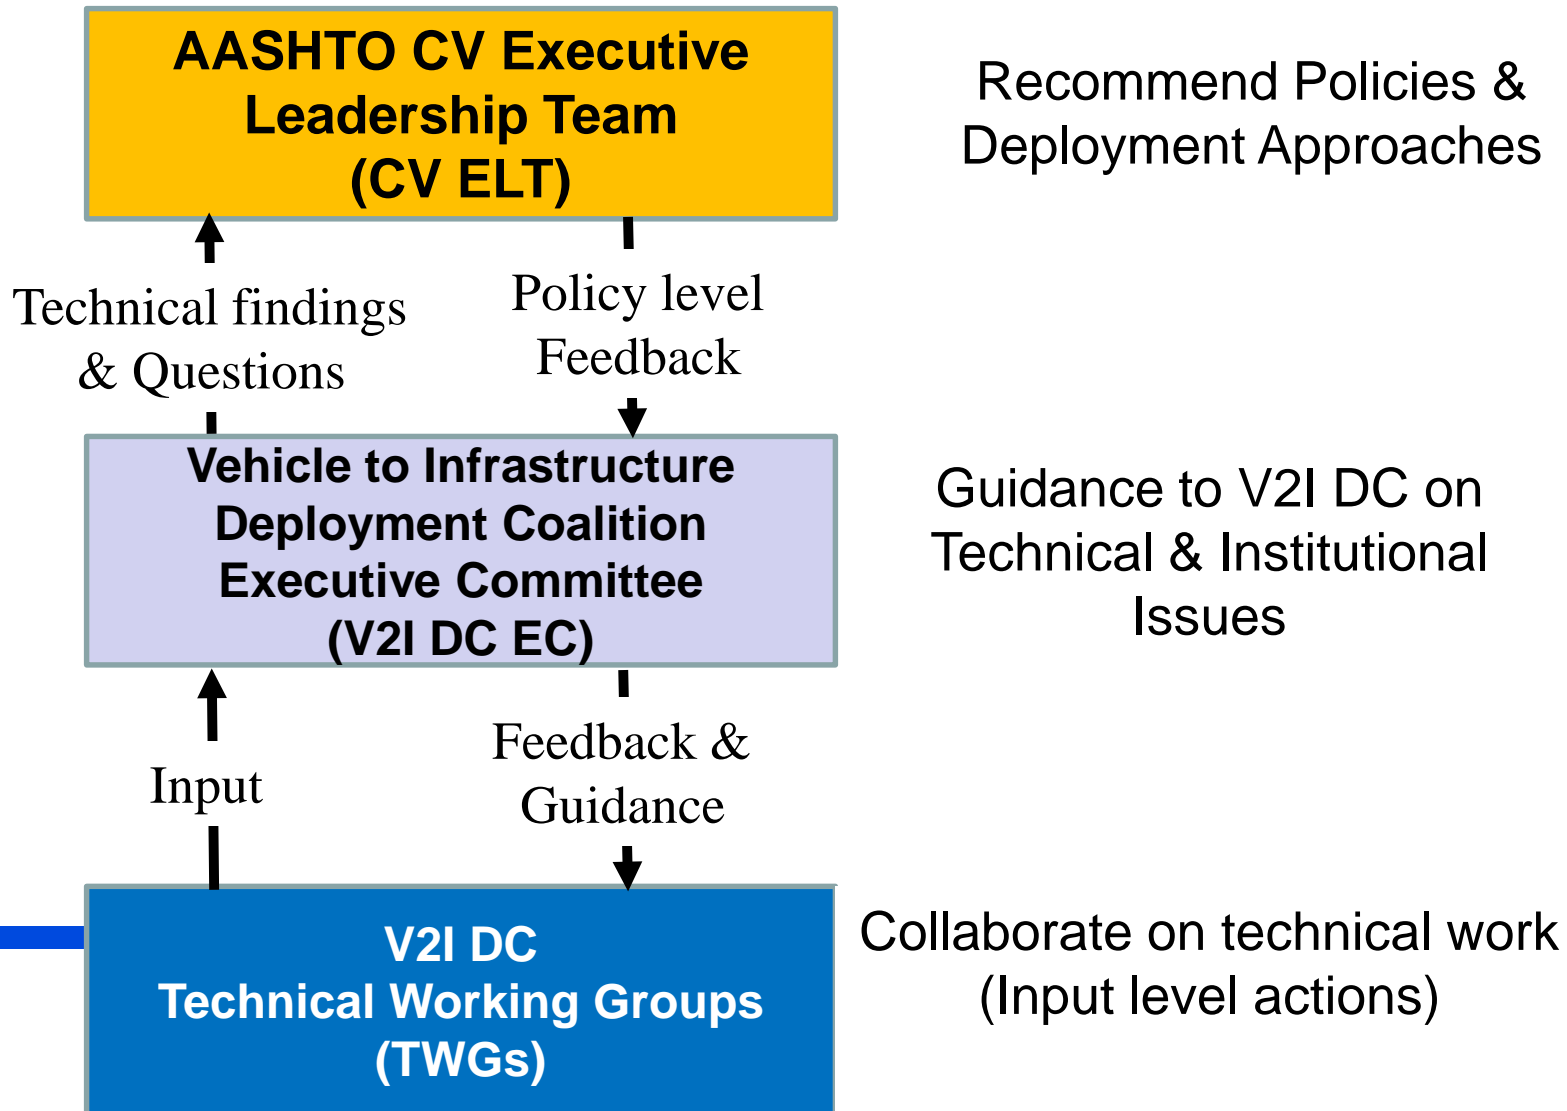 AASHTO CV Executive
Leadership Team
(CV ELT)
Recommend Policies &
Deployment Approaches
Technical findings
& Questions
Policy level
Feedback
Vehicle to Infrastructure
Deployment Coalition
Executive Committee
(V2I DC EC)
Guidance to V2I DC on
Technical & Institutional
Issues
Input
Feedback &
Guidance
V2I DC
Technical Working Groups
(TWGs)
Collaborate on technical work
(Input level actions)